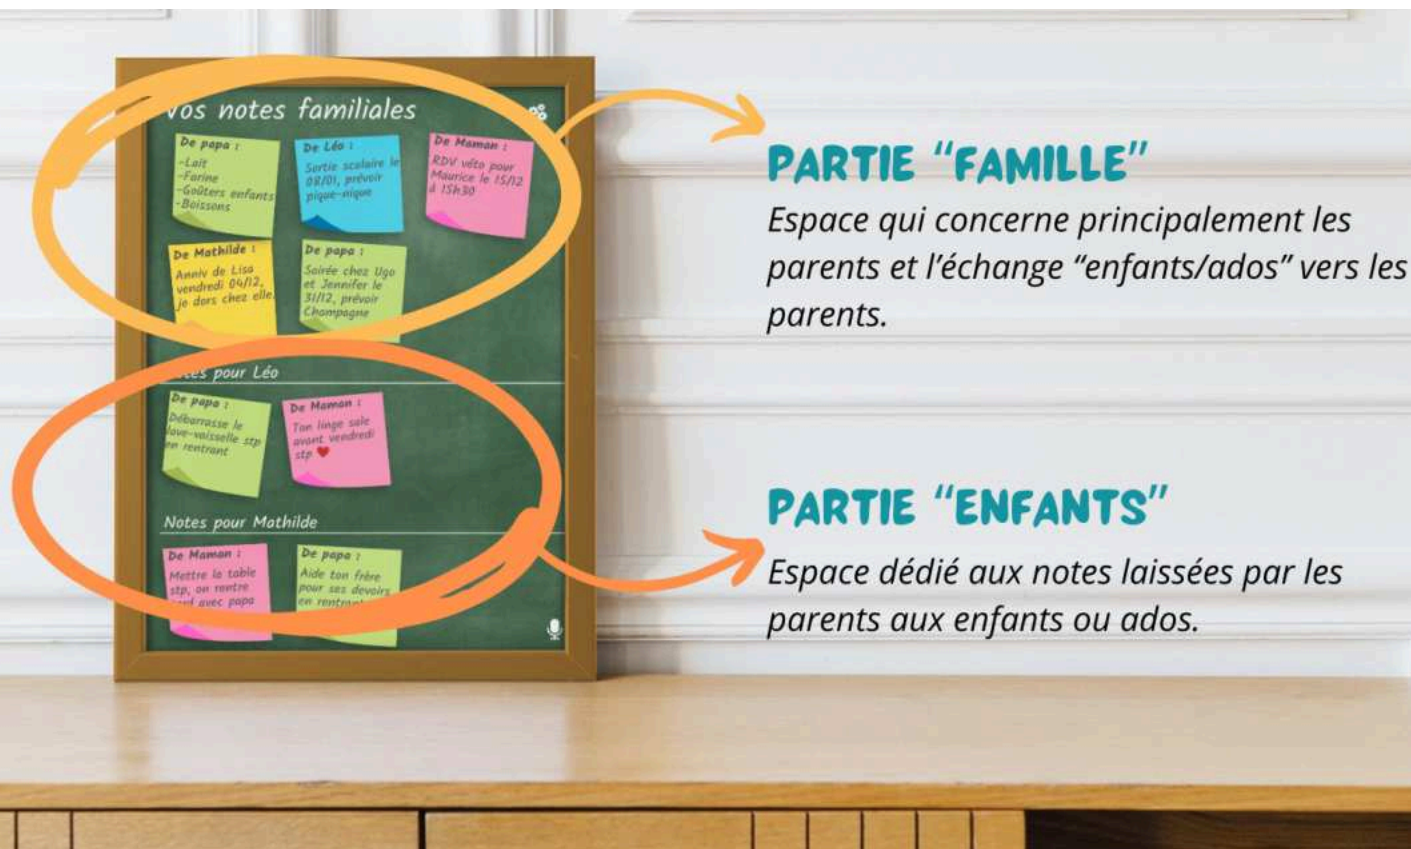 Vos notes familiales
De papa :
-Lait
-Farine
-Goûters enfants
-Boissons
De Léo :
Sortie scolaire le
08/01, prévoir
pique-nique
De Maman :
RDV véto pour
Maurice le 15/12
à 15h30
De Mathilde :
Anniv de Lisa
vendredi 04/12,
je dors chez elle.
De papa :
Soirée chez Ugo
et Jennifer le
31/12, prévoir
Champagne
Notes pour Léo
De papa :
Débarrasse le
lave-vaisselle stp
en rentrant
De Maman :
Ton linge sale
avant vendredi
stp ❤
Notes pour Mathilde
De Maman :
Mettre la table
stp, on rentre
tard avec papa
De papa :
Aide ton frère
pour ses devoirs
en rentrant
PARTIE “FAMILLE”
Espace qui concerne principalement les
parents et l’échange “enfants/ados” vers les
parents.
PARTIE “ENFANTS”
Espace dédié aux notes laissées par les
parents aux enfants ou ados.